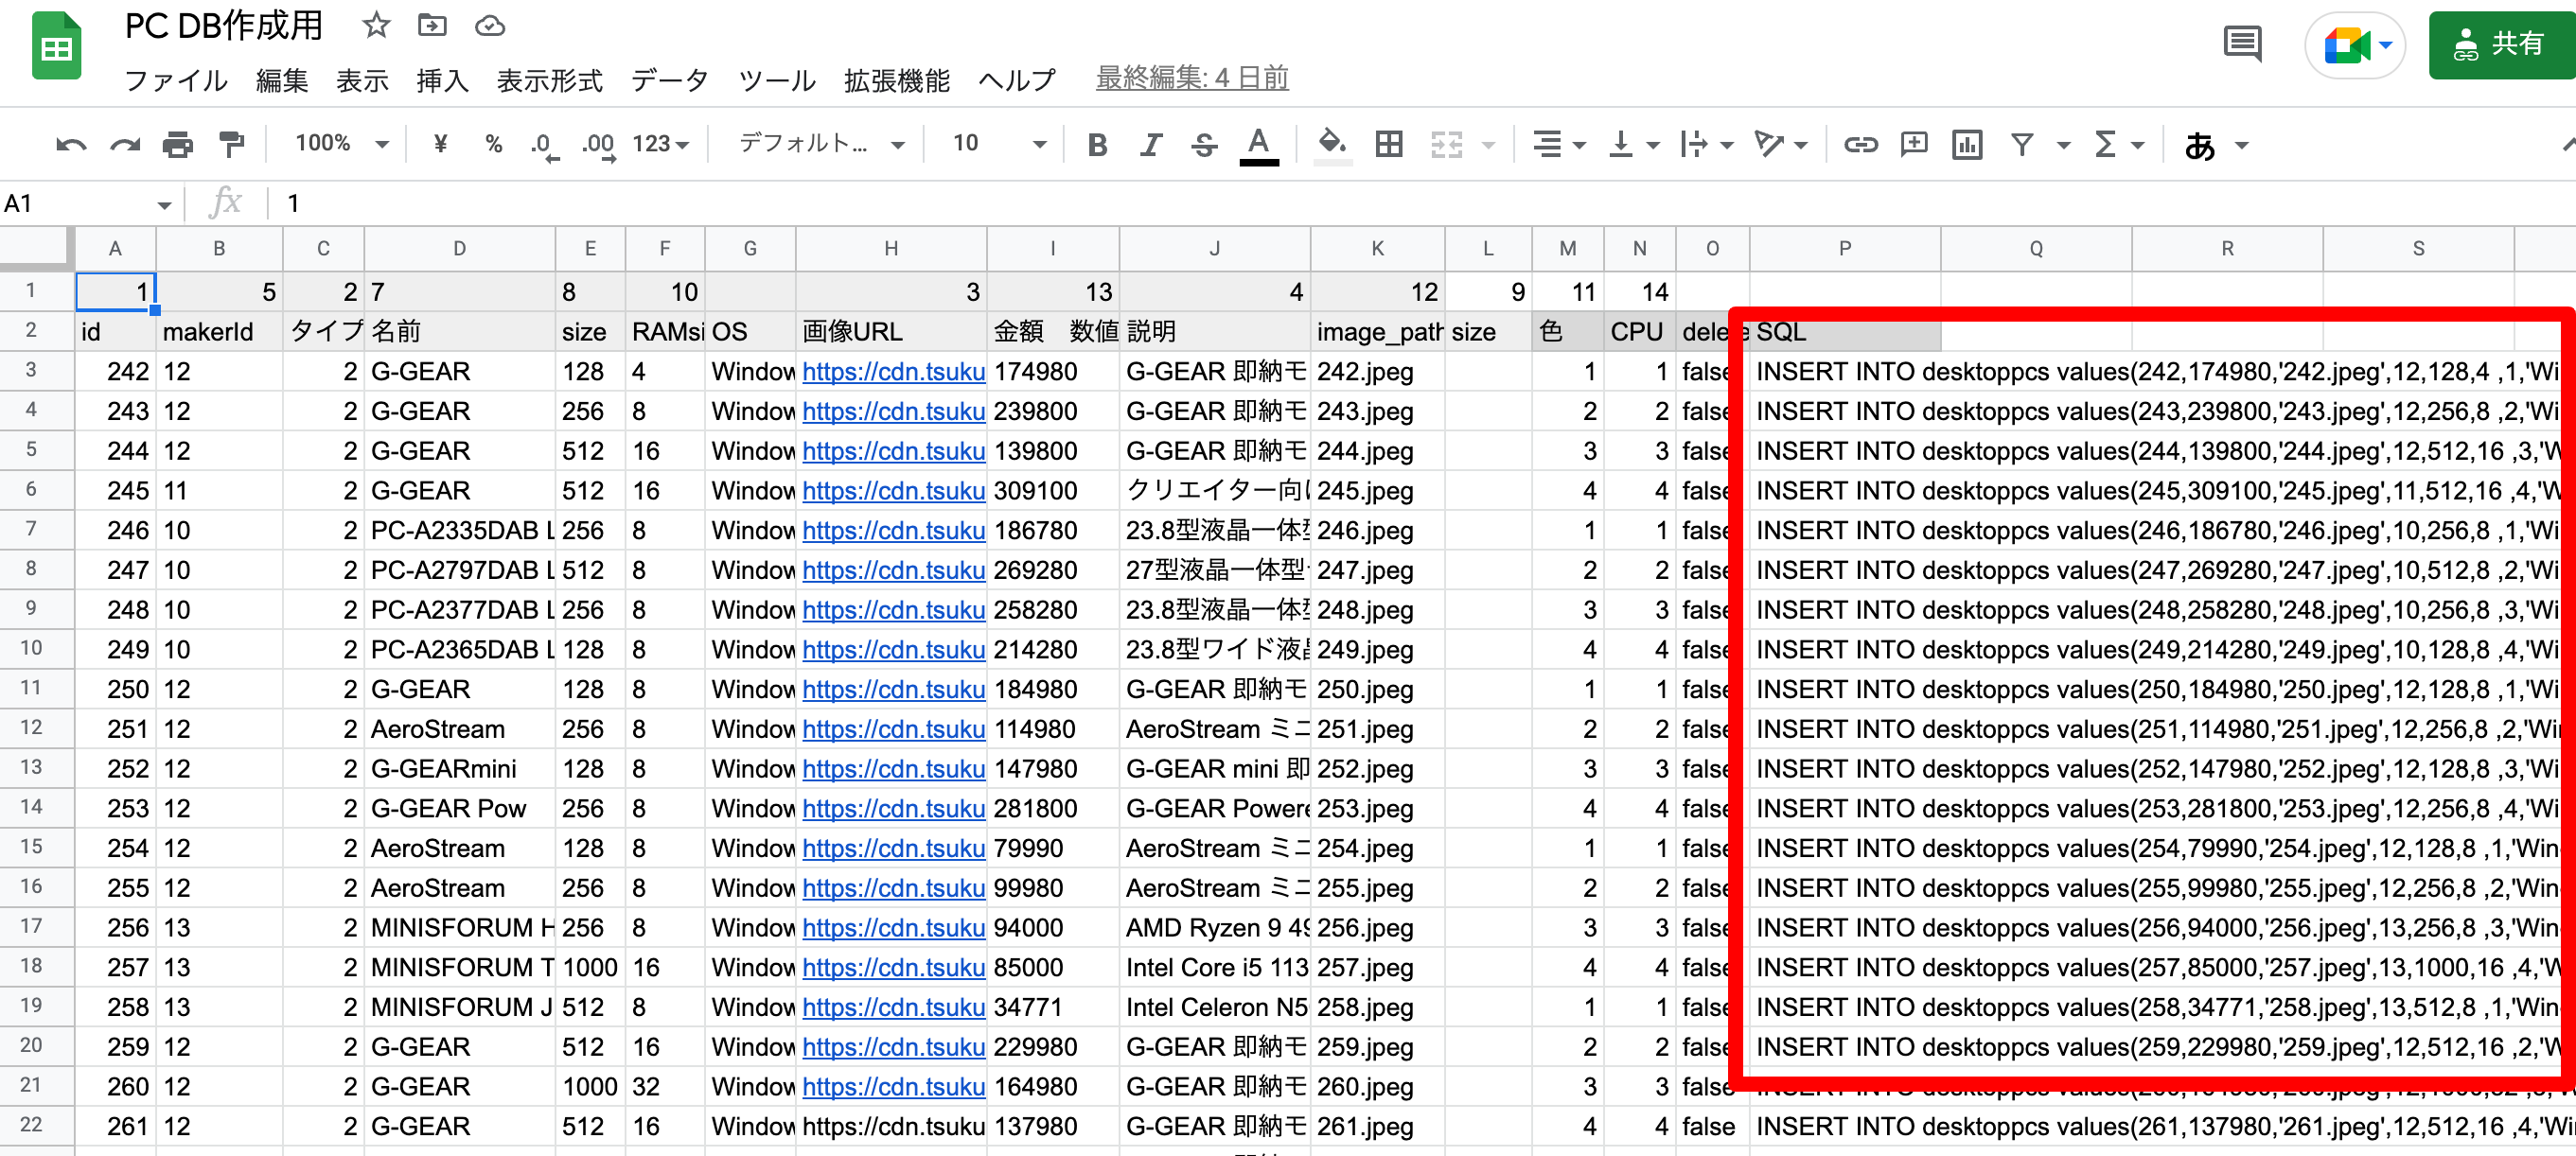 PC DB作成用
ファイル 編集 表示 挿入 表示形式 データ ツール 拡張機能 ヘルプ 最終編集: 4 日前
共有
100% ¥ % .0 .00 123 デフォルト... 10 B I S A あ
A1 fx 1
A B C D E F G H I J K L M N O P Q R S
1 1 5 2 7 8 10 3 13 4 12 9 11 14
2 id makerId タイプ 名前 size RAMsi OS 画像URL 金額 数値 説明 image_path size 色 CPU delete SQL
3 242 12 2 G-GEAR 128 4 Window https://cdn.tsuku 174980 G-GEAR 即納モ 242.jpeg 1 1 false INSERT INTO desktoppcs values(242,174980,'242.jpeg',12,128,4 ,1,'Wi
4 243 12 2 G-GEAR 256 8 Window https://cdn.tsuku 239800 G-GEAR 即納モ 243.jpeg 2 2 false INSERT INTO desktoppcs values(243,239800,'243.jpeg',12,256,8 ,2,'Wi
5 244 12 2 G-GEAR 512 16 Window https://cdn.tsuku 139800 G-GEAR 即納モ 244.jpeg 3 3 false INSERT INTO desktoppcs values(244,139800,'244.jpeg',12,512,16 ,3,'W
6 245 11 2 G-GEAR 512 16 Window https://cdn.tsuku 309100 クリエイター向け 245.jpeg 4 4 false INSERT INTO desktoppcs values(245,309100,'245.jpeg',11,512,16 ,4,'W
7 246 10 2 PC-A2335DAB L 256 8 Window https://cdn.tsuku 186780 23.8型液晶一体型 246.jpeg 1 1 false INSERT INTO desktoppcs values(246,186780,'246.jpeg',10,256,8 ,1,'Wi
8 247 10 2 PC-A2797DAB L 512 8 Window https://cdn.tsuku 269280 27型液晶一体型 247.jpeg 2 2 false INSERT INTO desktoppcs values(247,269280,'247.jpeg',10,512,8 ,2,'Wi
9 248 10 2 PC-A2377DAB L 256 8 Window https://cdn.tsuku 258280 23.8型液晶一体型 248.jpeg 3 3 false INSERT INTO desktoppcs values(248,258280,'248.jpeg',10,256,8 ,3,'Wi
10 249 10 2 PC-A2365DAB L 128 8 Window https://cdn.tsuku 214280 23.8型ワイド液晶 249.jpeg 4 4 false INSERT INTO desktoppcs values(249,214280,'249.jpeg',10,128,8 ,4,'Wi
11 250 12 2 G-GEAR 128 8 Window https://cdn.tsuku 184980 G-GEAR 即納モ 250.jpeg 1 1 false INSERT INTO desktoppcs values(250,184980,'250.jpeg',12,128,8 ,1,'Wi
12 251 12 2 AeroStream 256 8 Window https://cdn.tsuku 114980 AeroStream ミニ 251.jpeg 2 2 false INSERT INTO desktoppcs values(251,114980,'251.jpeg',12,256,8 ,2,'Wi
13 252 12 2 G-GEARmini 128 8 Window https://cdn.tsuku 147980 G-GEAR mini 即 252.jpeg 3 3 false INSERT INTO desktoppcs values(252,147980,'252.jpeg',12,128,8 ,3,'Wi
14 253 12 2 G-GEAR Pow 256 8 Window https://cdn.tsuku 281800 G-GEAR Powere 253.jpeg 4 4 false INSERT INTO desktoppcs values(253,281800,'253.jpeg',12,256,8 ,4,'Wi
15 254 12 2 AeroStream 128 8 Window https://cdn.tsuku 79990 AeroStream ミニ 254.jpeg 1 1 false INSERT INTO desktoppcs values(254,79990,'254.jpeg',12,128,8 ,1,'Win
16 255 12 2 AeroStream 256 8 Window https://cdn.tsuku 99980 AeroStream ミニ 255.jpeg 2 2 false INSERT INTO desktoppcs values(255,99980,'255.jpeg',12,256,8 ,2,'Win
17 256 13 2 MINISFORUM H 256 8 Window https://cdn.tsuku 94000 AMD Ryzen 9 49 256.jpeg 3 3 false INSERT INTO desktoppcs values(256,94000,'256.jpeg',13,256,8 ,3,'Win
18 257 13 2 MINISFORUM T 1000 16 Window https://cdn.tsuku 85000 Intel Core i5 113 257.jpeg 4 4 false INSERT INTO desktoppcs values(257,85000,'257.jpeg',13,1000,16 ,4,'W
19 258 13 2 MINISFORUM J 512 8 Window https://cdn.tsuku 34771 Intel Celeron N5 258.jpeg 1 1 false INSERT INTO desktoppcs values(258,34771,'258.jpeg',13,512,8 ,1,'Win
20 259 12 2 G-GEAR 512 16 Window https://cdn.tsuku 229980 G-GEAR 即納モ 259.jpeg 2 2 false INSERT INTO desktoppcs values(259,229980,'259.jpeg',12,512,16 ,2,'W
21 260 12 2 G-GEAR 1000 32 Window https://cdn.tsuku 164980 G-GEAR 即納モ 260.jpeg 3 3 false
22 261 12 2 G-GEAR 512 16 Window https://cdn.tsuku 137980 G-GEAR 即納モ 261.jpeg 4 4 false INSERT INTO desktoppcs values(261,137980,'261.jpeg',12,512,16 ,4,'Wi